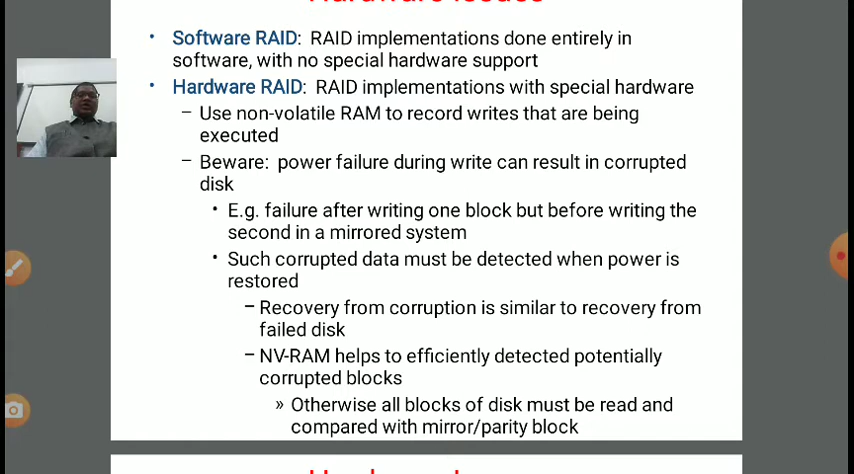 • Software RAID: RAID implementations done entirely in
software, with no special hardware support
• Hardware RAID: RAID implementations with special hardware
– Use non-volatile RAM to record writes that are being
executed
– Beware: power failure during write can result in corrupted
disk
• E.g. failure after writing one block but before writing the
second in a mirrored system
• Such corrupted data must be detected when power is
restored
– Recovery from corruption is similar to recovery from
failed disk
– NV-RAM helps to efficiently detected potentially
corrupted blocks
» Otherwise all blocks of disk must be read and
compared with mirror/parity block